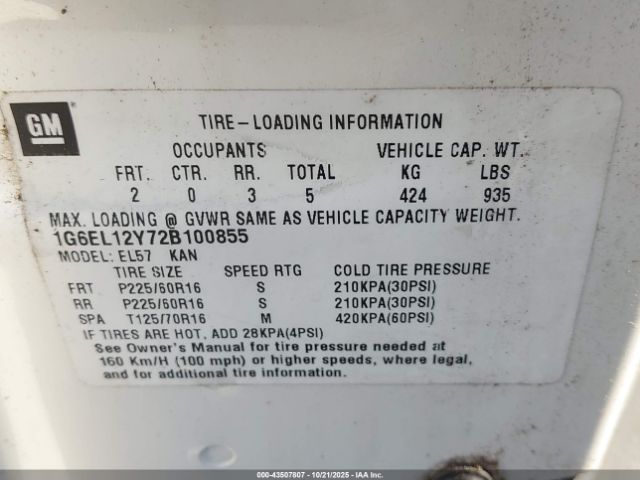 GM
TIRE-LOADING INFORMATION
OCCUPANTS VEHICLE CAP. WT.
FRT. CTR. RR. TOTAL KG LBS
2 0 3 5 424 935
MAX. LOADING @ GVWR SAME AS VEHICLE CAPACITY WEIGHT.
1G6EL12Y72B100855
MODEL: EL57 KAN
TIRE SIZE SPEED RTG COLD TIRE PRESSURE
FRT P225/60R16 S 210KPA(30PSI)
RR P225/60R16 S 210KPA(30PSI)
SPA T125/70R16 M 420KPA(60PSI)
IF TIRES ARE HOT, ADD 28KPA(4PSI)
See Owner's Manual for tire pressure needed at
160 Km/H (100 mph) or higher speeds, where legal,
and for additional tire information.
000-43507807 - 10/21/2025 - © IAA, Inc.